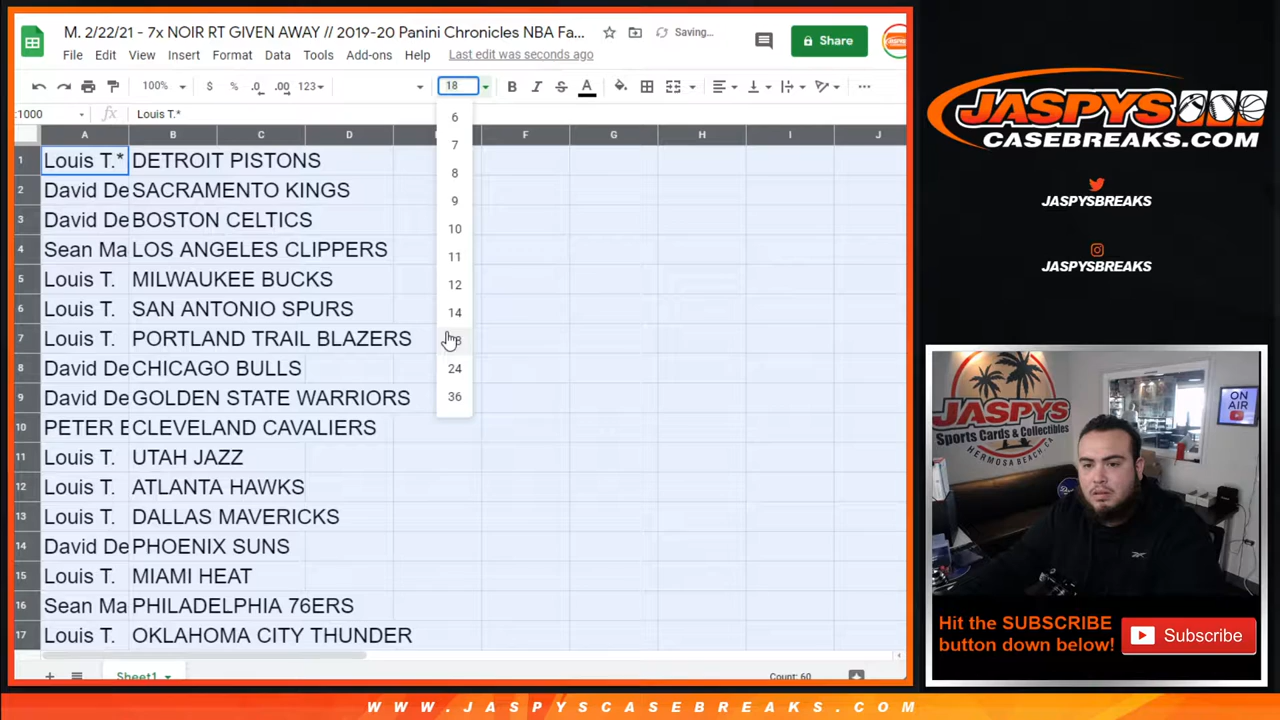 M. 2/22/21 - 7x NOIR RT GIVEN AWAY // 2019-20 Panini Chronicles NBA Fa... Saving...
File Edit View Insert Format Data Tools Add-ons Help Last edit was seconds ago
Share
100% $ % .0 .00 123 18 B I S A
:1000 fx Louis T.*
A B C D F G H I J
1 Louis T.* DETROIT PISTONS
2 David De SACRAMENTO KINGS
3 David De BOSTON CELTICS
4 Sean Ma LOS ANGELES CLIPPERS
5 Louis T. MILWAUKEE BUCKS
6 Louis T. SAN ANTONIO SPURS
7 Louis T. PORTLAND TRAIL BLAZERS
8 David De CHICAGO BULLS
9 David De GOLDEN STATE WARRIORS
10 PETER E CLEVELAND CAVALIERS
11 Louis T. UTAH JAZZ
12 Louis T. ATLANTA HAWKS
13 Louis T. DALLAS MAVERICKS
14 David De PHOENIX SUNS
15 Louis T. MIAMI HEAT
16 Sean Ma PHILADELPHIA 76ERS
17 Louis T. OKLAHOMA CITY THUNDER
6
7
8
9
10
11
12
14
24
36
Sheet1
Count: 60
JASPYS
CASEBREAKS.COM
JASPYSBREAKS
JASPYSBREAKS
JASPYS
Sports Cards & Collectibles
HERMOSA BEACH, CA
ON
AIR
Hit the SUBSCRIBE
button down below!
Subscribe
WWW.JASPYSCASEBREAKS.COM